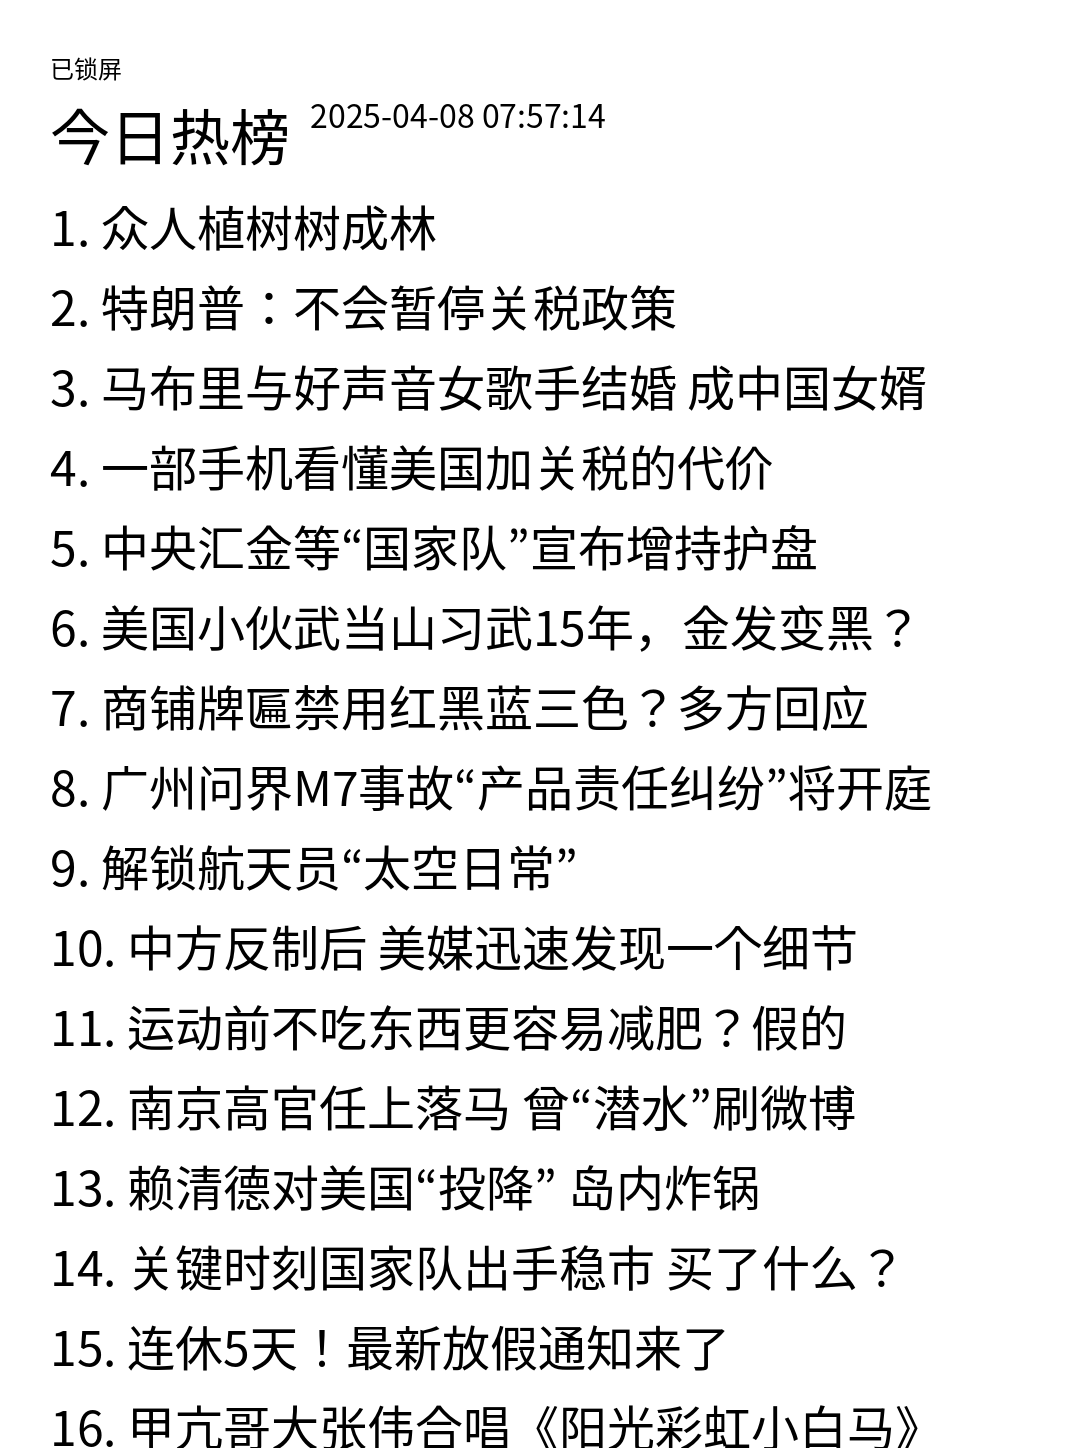 已锁屏
今日热榜 2025-04-08 07:57:14
1. 众人植树树成林
2. 特朗普：不会暂停关税政策
3. 马布里与好声音女歌手结婚 成中国女婿
4. 一部手机看懂美国加关税的代价
5. 中央汇金等“国家队”宣布增持护盘
6. 美国小伙武当山习武15年，金发变黑？
7. 商铺牌匾禁用红黑蓝三色？多方回应
8. 广州问界M7事故“产品责任纠纷”将开庭
9. 解锁航天员“太空日常”
10. 中方反制后 美媒迅速发现一个细节
11. 运动前不吃东西更容易减肥？假的
12. 南京高官任上落马 曾“潜水”刷微博
13. 赖清德对美国“投降” 岛内炸锅
14. 关键时刻国家队出手稳市 买了什么？
15. 连休5天！最新放假通知来了
16. 甲亢哥大张伟合唱《阳光彩虹小白马》